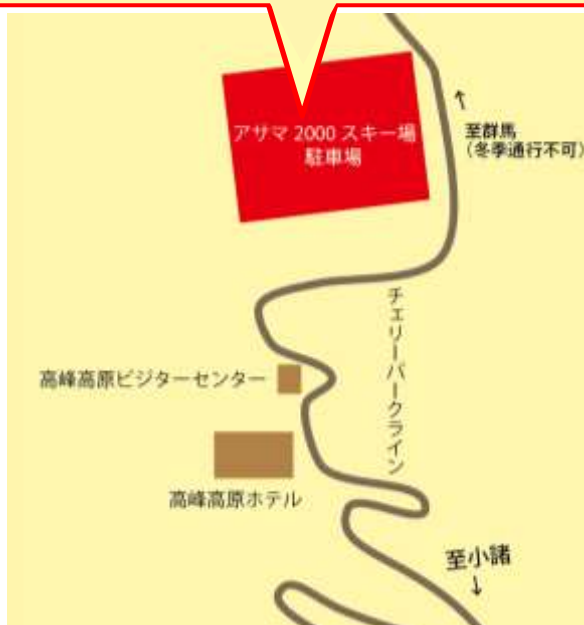 アサマ 2000 スキー場
駐車場
↑
至群馬
(冬季通行不可)
チェリーパークライン
高峰高原ビジターセンター
高峰高原ホテル
至小諸
↓